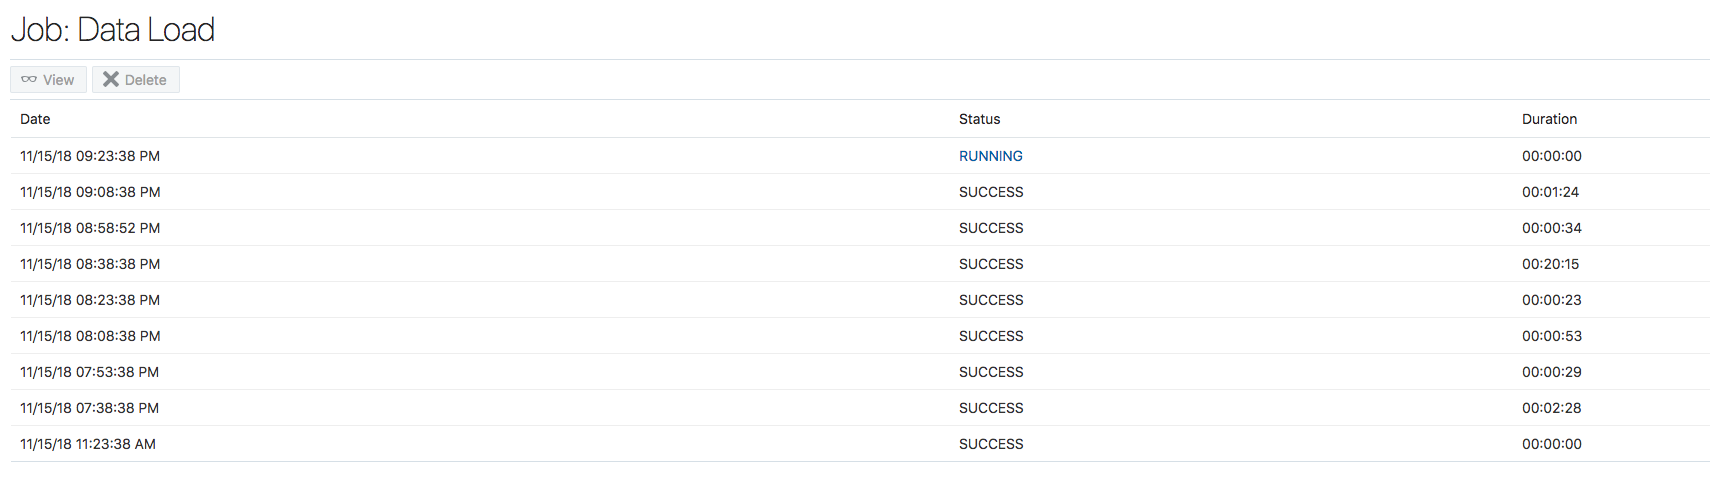 Job: Data Load
View Delete
Date Status Duration
11/15/18 09:23:38 PM RUNNING 00:00:00
11/15/18 09:08:38 PM SUCCESS 00:01:24
11/15/18 08:58:52 PM SUCCESS 00:00:34
11/15/18 08:38:38 PM SUCCESS 00:20:15
11/15/18 08:23:38 PM SUCCESS 00:00:23
11/15/18 08:08:38 PM SUCCESS 00:00:53
11/15/18 07:53:38 PM SUCCESS 00:00:29
11/15/18 07:38:38 PM SUCCESS 00:02:28
11/15/18 11:23:38 AM SUCCESS 00:00:00